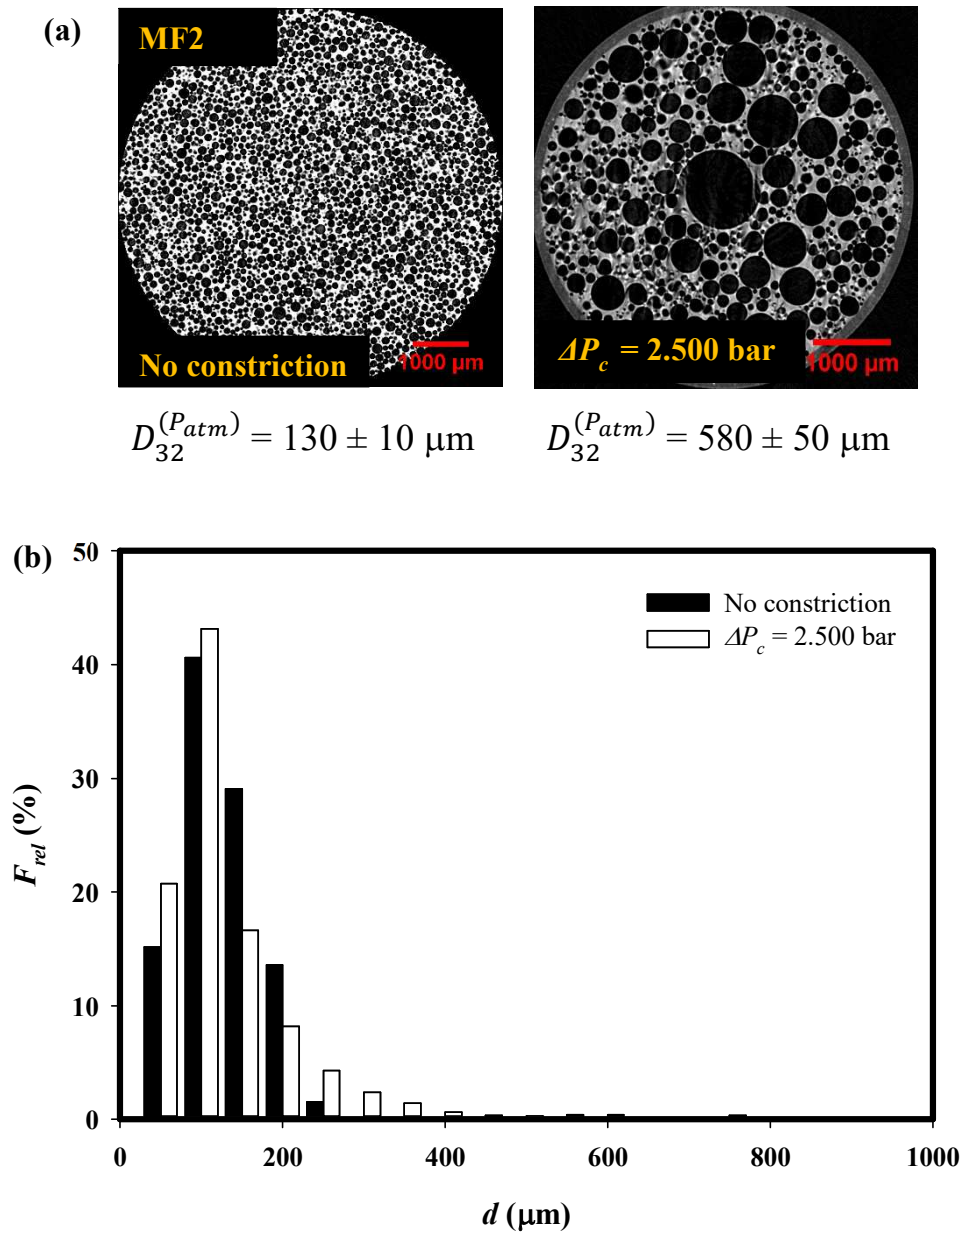 (a)
MF2
No constriction
1000 µm
ΔP_c = 2.500 bar
1000 µm
D_32^(P_atm) = 130 ± 10 µm
D_32^(P_atm) = 580 ± 50 µm
(b)
50
40
30
20
10
0
F_rel (%)
No constriction
ΔP_c = 2.500 bar
0 200 400 600 800 1000
d (µm)